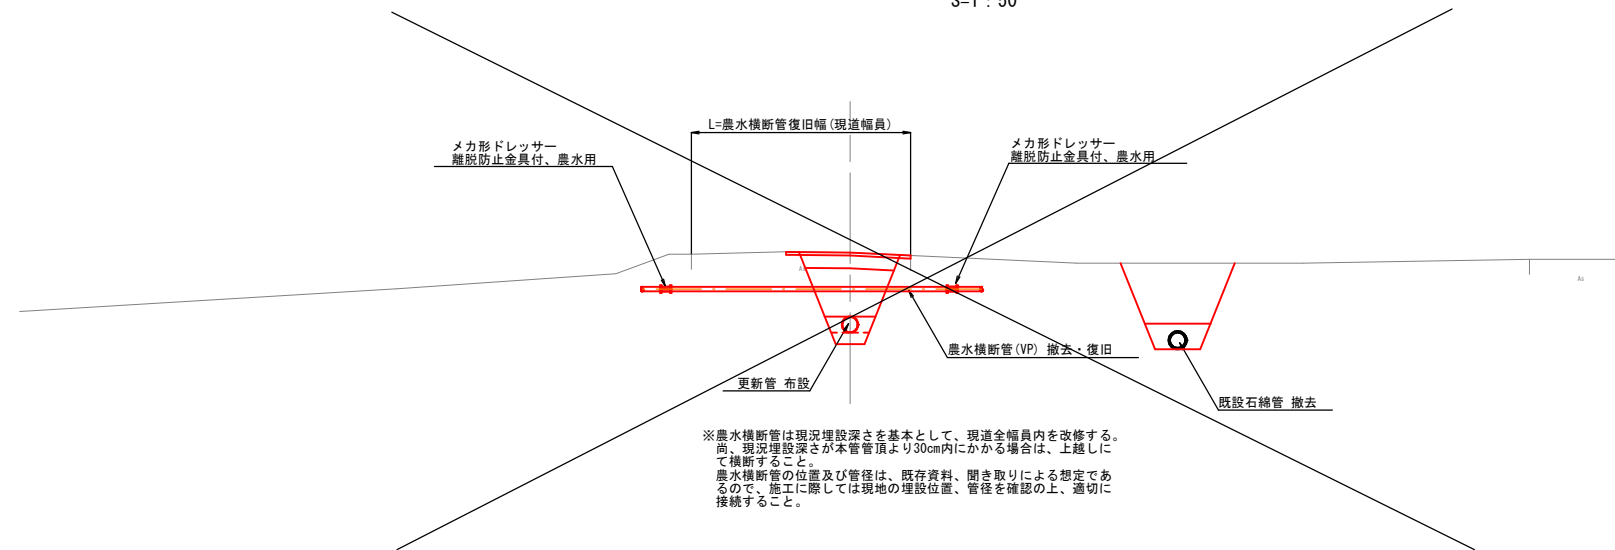 S=1：50
L=農水横断管復旧幅(現道幅員)
メカ形ドレッサー
離脱防止金具付、農水用
メカ形ドレッサー
離脱防止金具付、農水用
As
As
農水横断管(VP) 撤去・復旧
更新管 布設
既設石綿管 撤去
※農水横断管は現況埋設深さを基本として、現道全幅員内を改修する。
尚、現況埋設深さが本管管頂より30cm内にかかる場合は、上越しに
て横断すること。
農水横断管の位置及び管径は、既存資料、聞き取りによる想定であ
るので、施工に際しては現地の埋設位置、管径を確認の上、適切に
接続すること。